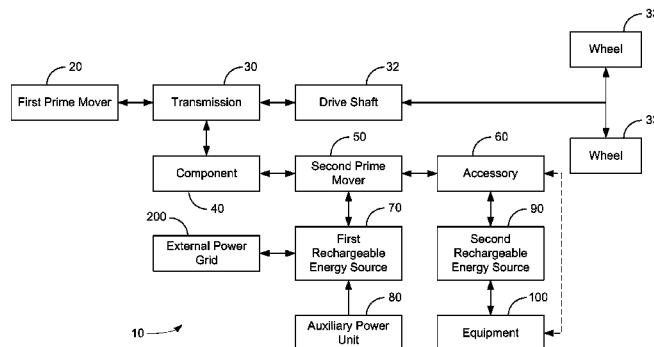 20
First Prime Mover
30
Transmission
32
Drive Shaft
33
Wheel
33
Wheel
Component
40
50
Second Prime
Mover
60
Accessory
200
External Power
Grid
70
First
Rechargeable
Energy Source
90
Second
Rechargeable
Energy Source
80
Auxiliary Power
Unit
100
Equipment
10